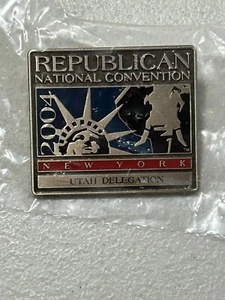 REPUBLICAN
NATIONAL CONVENTION
2004
NEW YORK
UTAH DELEGATION